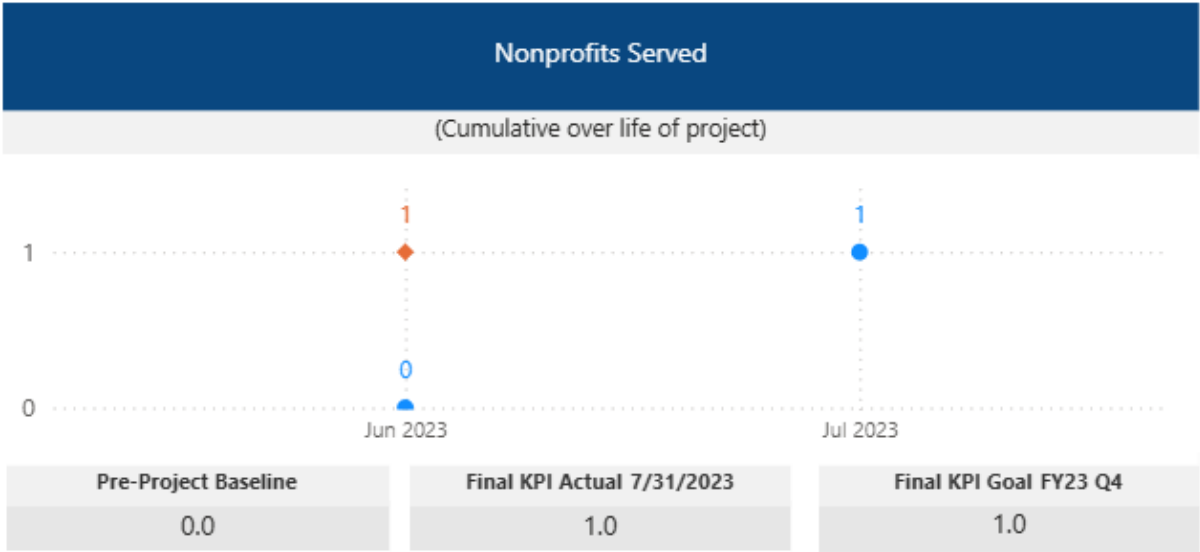 Nonprofits Served
(Cumulative over life of project)
1 1
1
0
0
Jun 2023 Jul 2023
Pre-Project Baseline Final KPI Actual 7/31/2023 Final KPI Goal FY23 Q4
0.0 1.0 1.0